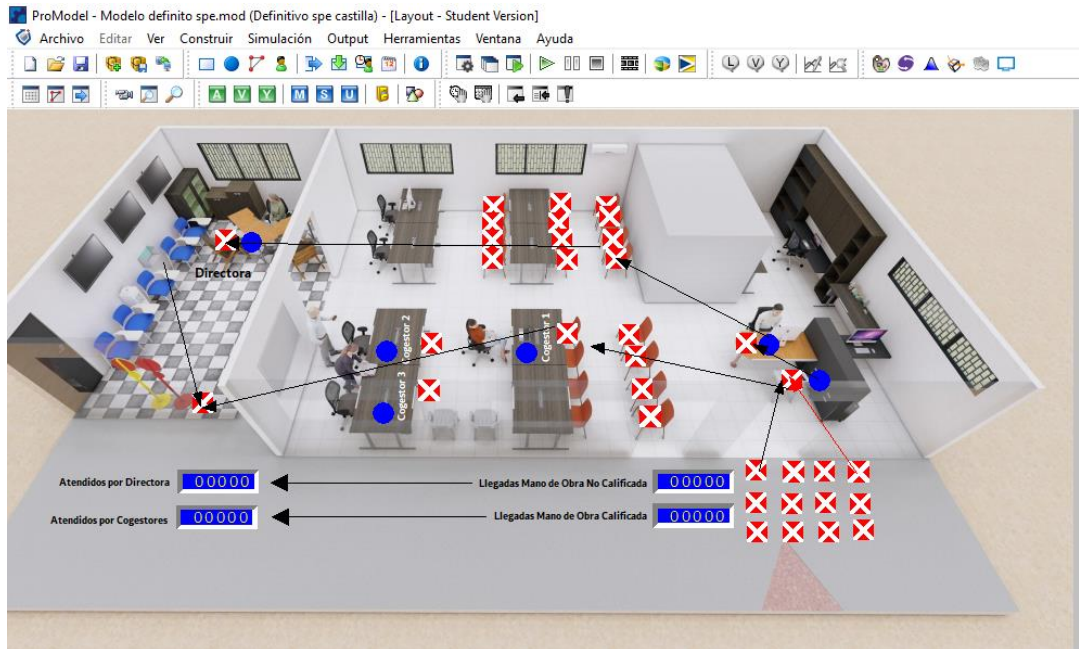 ProModel - Modelo definito spe.mod (Definitivo spe castilla) - [Layout - Student Version]
Archivo Editar Ver Construir Simulación Output Herramientas Ventana Ayuda
L V Y
A V Y M S U
Directora
Cogestor 2
Cogestor 1
Cogestor 3
Atendidos por Directora 00000 Llegadas Mano de Obra No Calificada 00000
Atendidos por Cogestores 00000 Llegadas Mano de Obra Calificada 00000